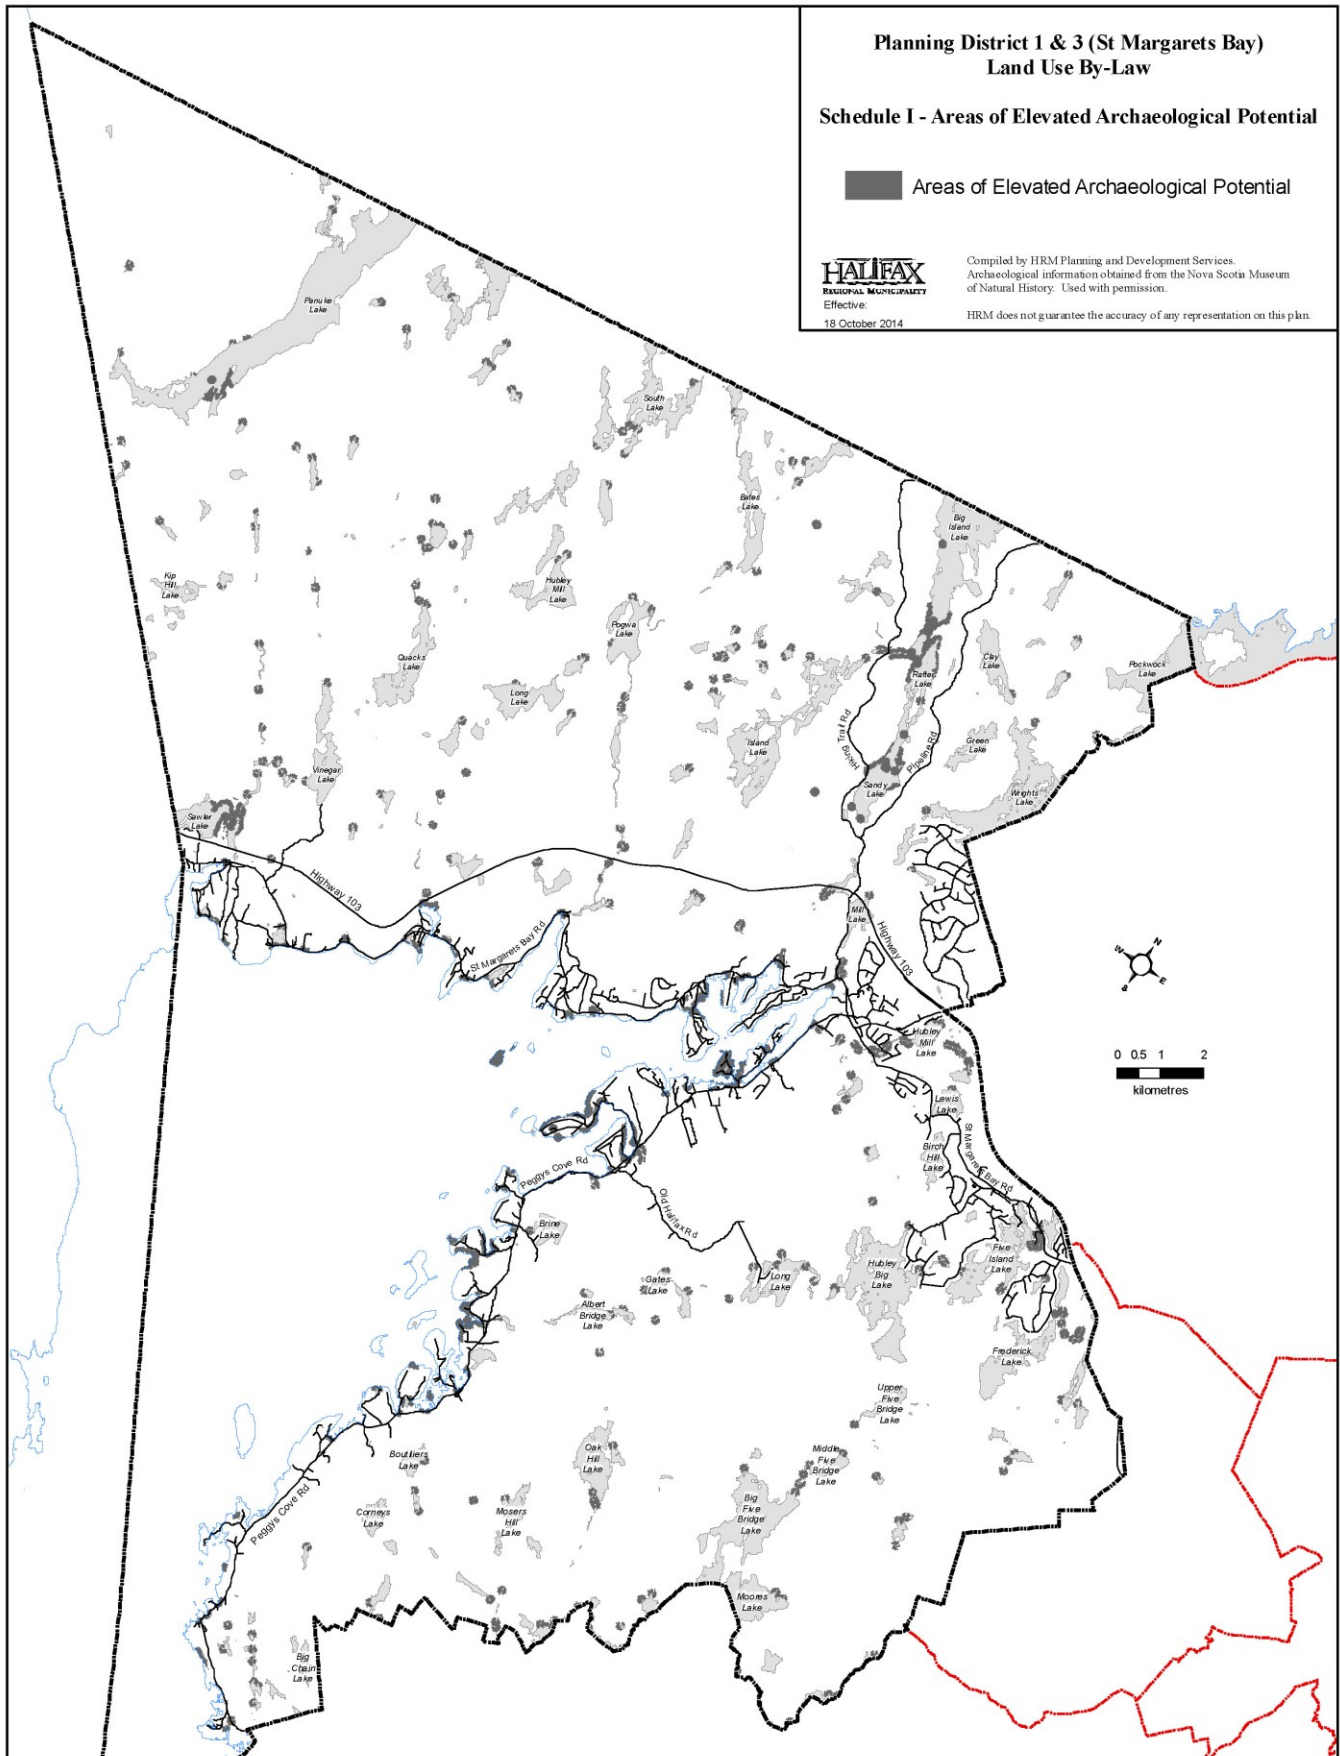 Planning District 1 & 3 (St Margarets Bay)
Land Use By-Law
Schedule I - Areas of Elevated Archaeological Potential
Areas of Elevated Archaeological Potential
HALIFAX
REGIONAL MUNICIPALITY
Effective:
18 October 2014
Compiled by HRM Planning and Development Services.
Archaeological information obtained from the Nova Scotia Museum
of Natural History. Used with permission.
HRM does not guarantee the accuracy of any representation on this plan.
Panuke
Lake
South
Lake
Bates
Lake
Big
Island
Lake
Kip
Hill
Lake
Hubley
Mill
Lake
Pogwa
Lake
Quacks
Lake
Long
Lake
Clay
Lake
Pockwock
Lake
Rafter
Lake
Hiking Trail Rd
Pipeline Rd
Island
Lake
Green
Lake
Vinegar
Lake
Sandy
Lake
Wrights
Lake
Sawler
Lake
Highway 103
Mill
Lake
St Margarets Bay Rd
Highway 103
N
W
E
S
Hubley
Mill
Lake
0 0.5 1 2
kilometres
Lewis
Lake
Birch
Hill
Lake
St Margarets Bay Rd
Peggys Cove Rd
Old Halifax Rd
Brine
Lake
Five
Island
Lake
Hubley
Big
Lake
Gates
Lake
Long
Lake
Albert
Bridge
Lake
Frederick
Lake
Upper
Five
Bridge
Lake
Boutiliers
Lake
Oak
Hill
Lake
Middle
Five
Bridge
Lake
Peggys Cove Rd
Corneys
Lake
Mosers
Hill
Lake
Big
Five
Bridge
Lake
Moores
Lake
Big
Chain
Lake